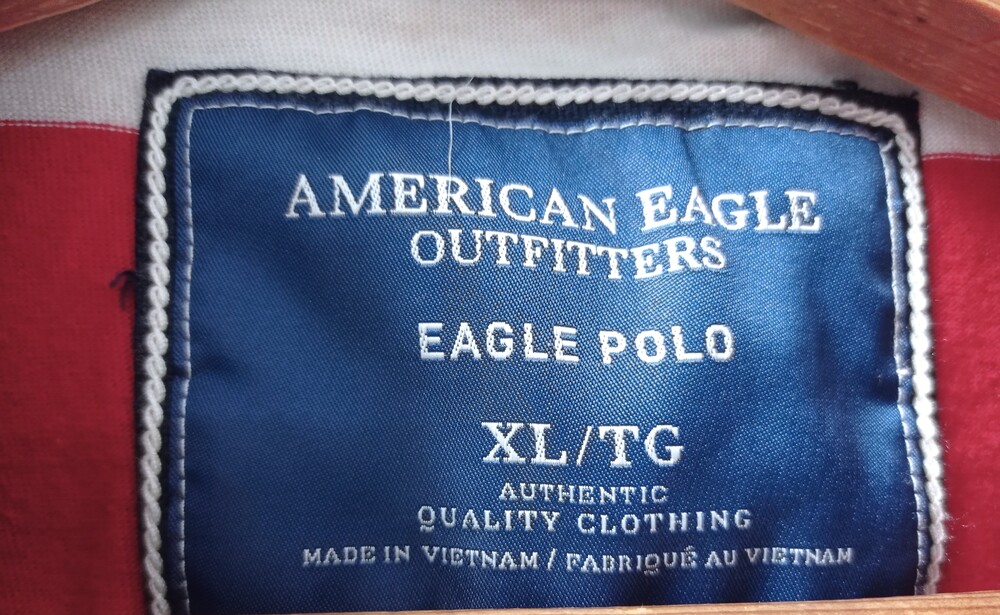 AMERICAN EAGLE
OUTFITTERS
EAGLE POLO
XL/TG
AUTHENTIC
QUALITY CLOTHING
MADE IN VIETNAM / FABRIQUÉ AU VIETNAM